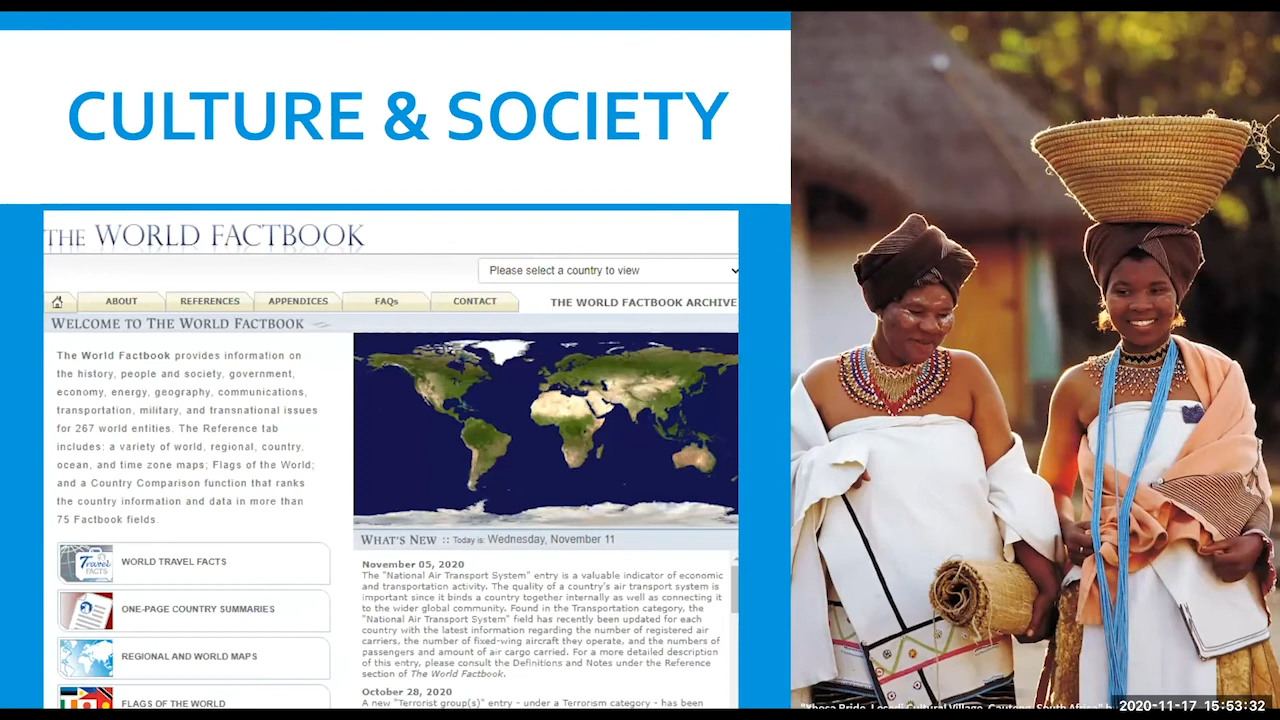 CULTURE & SOCIETY
THE WORLD FACTBOOK
Please select a country to view
ABOUT
REFERENCES
APPENDICES
FAQs
CONTACT
THE WORLD FACTBOOK ARCHIVE
WELCOME TO THE WORLD FACTBOOK
The World Factbook provides information on
the history, people and society, government,
economy, energy, geography, communications,
transportation, military, and transnational issues
for 267 world entities. The Reference tab
includes: a variety of world, regional, country,
ocean, and time zone maps; Flags of the World;
and a Country Comparison function that ranks
the country information and data in more than
75 Factbook fields.
Travel
FACTS
WORLD TRAVEL FACTS
ONE-PAGE COUNTRY SUMMARIES
REGIONAL AND WORLD MAPS
FLAGS OF THE WORLD
WHAT'S NEW :: Today is: Wednesday, November 11
November 05, 2020
The "National Air Transport System" entry is a valuable indicator of economic
and transportation activity. The quality of a country's air transport system is
important since it binds a country together internally as well as connecting it
to the wider global community. Found in the Transportation category, the
"National Air Transport System" field has recently been updated for each
country with the latest information regarding the number of registered air
carriers, the number of fixed-wing aircraft they operate, and the numbers of
passengers and amount of air cargo carried. For a more detailed description
of this entry, please consult the Definitions and Notes under the Reference
section of The World Factbook.
October 28, 2020
A new "Terrorist group(s)" entry - under a Terrorism category - has been
"Xhosa Bride, Lesedi Cultural Village, Gauteng, South Africa" b
2020-11-17 15:53:32